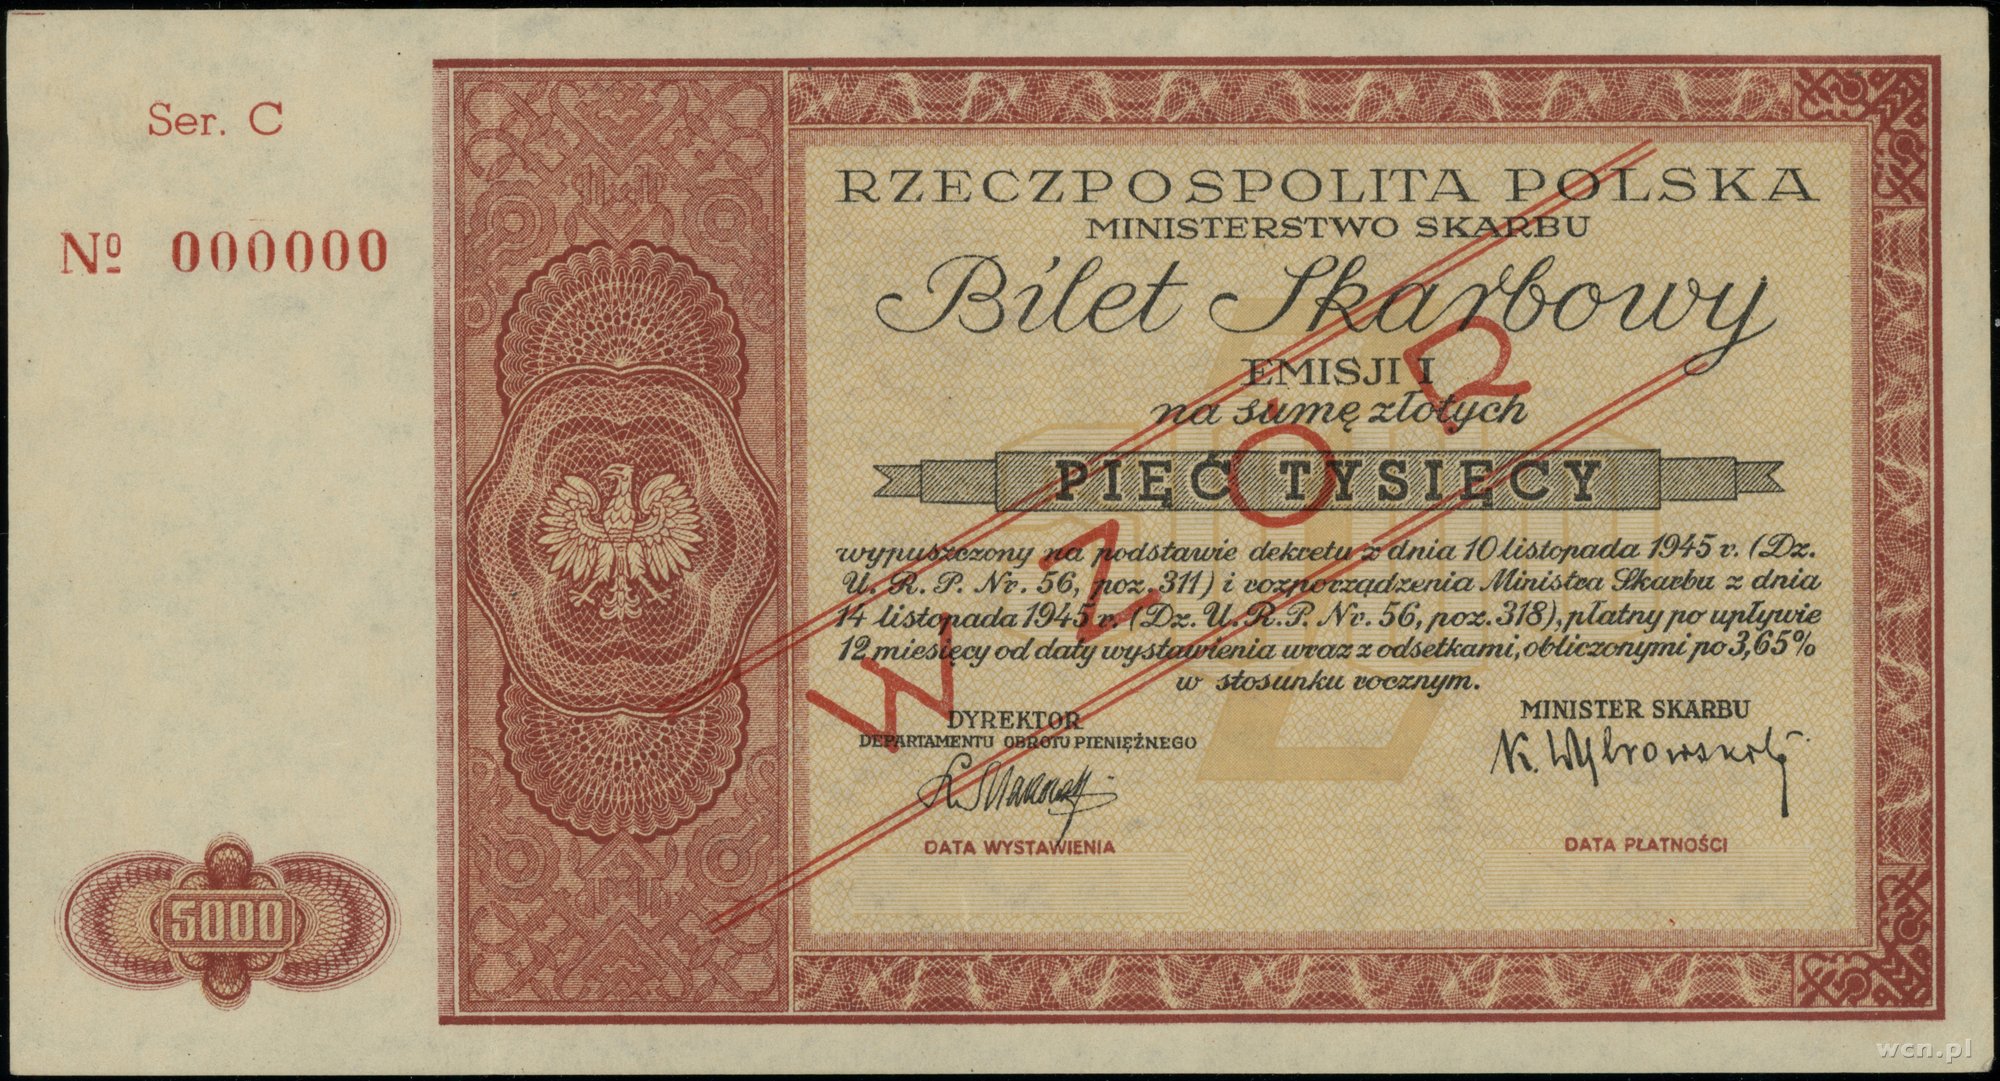 Ser. C
Nº 000000
5000
RZECZPOSPOLITA POLSKA
MINISTERSTWO SKARBU
Bilet Skarbowy
EMISJI I
na sumę złotych
PIĘĆ TYSIĘCY
wypuszczony na podstawie dekretu z dnia 10 listopada 1945 r. (Dz.
U. R. P. Nr. 56, poz. 311) i rozporządzenia Ministra Skarbu z dnia
14 listopada 1945 r. (Dz. U. R. P. Nr. 56, poz. 318), płatny po upływie
12 miesięcy od daty wystawienia wraz z odsetkami, obliczonymi po 3,65%
w stosunku rocznym.
DYREKTOR
DEPARTAMENTU OBROTU PIENIĘŻNEGO
MINISTER SKARBU
DATA WYSTAWIENIA
DATA PŁATNOŚCI
WZÓR
wcn.pl